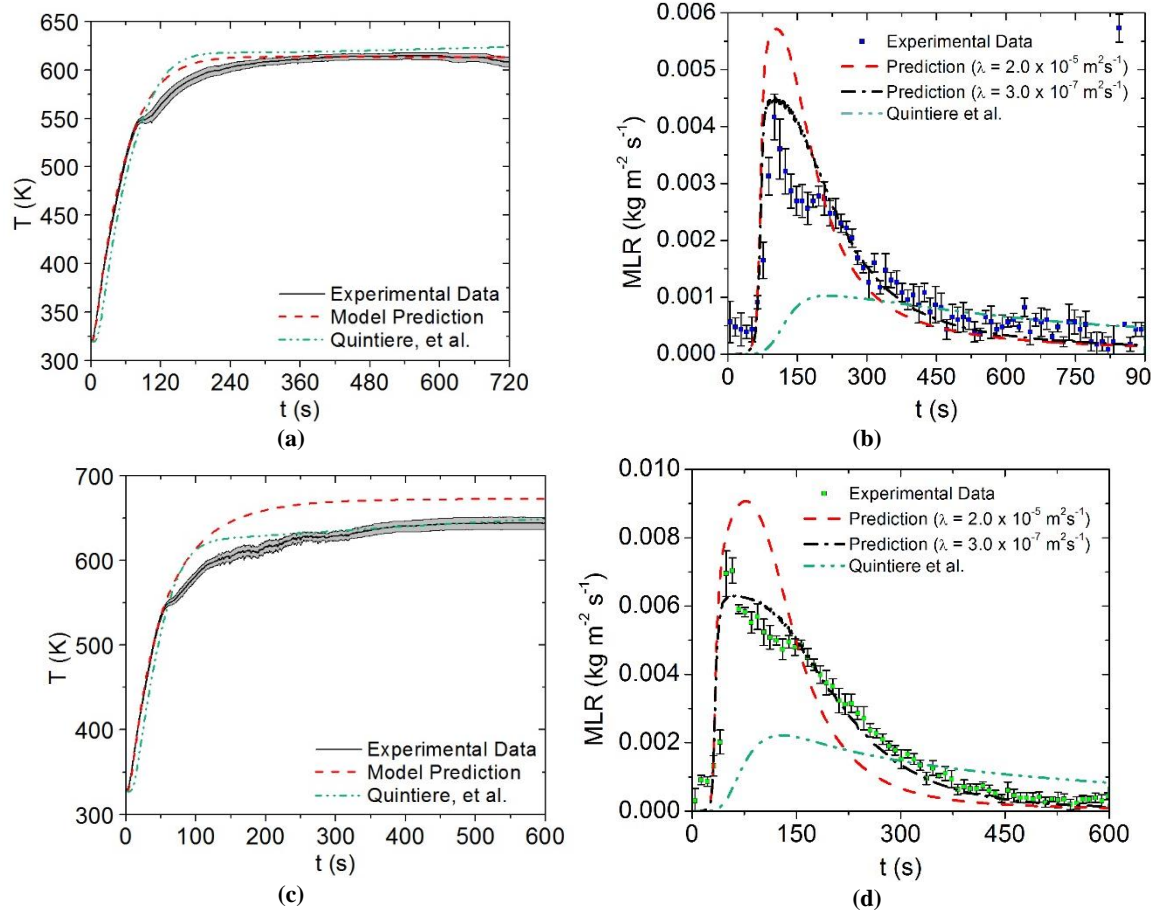 650
600
550
500
450
400
350
300
T (K)
0 120 240 360 480 600 720
t (s)
Experimental Data
Model Prediction
Quintiere, et al.
(a)
0.006
0.005
0.004
0.003
0.002
0.001
0.000
MLR (kg m⁻² s⁻¹)
0 150 300 450 600 750 90
t (s)
Experimental Data
Prediction (λ = 2.0 x 10⁻⁵ m²s⁻¹)
Prediction (λ = 3.0 x 10⁻⁷ m²s⁻¹)
Quintiere et al.
(b)
700
600
500
400
300
T (K)
0 100 200 300 400 500 600
t (s)
Experimental Data
Model Prediction
Quintiere, et al.
(c)
0.010
0.008
0.006
0.004
0.002
0.000
MLR (kg m⁻² s⁻¹)
0 150 300 450 600
t (s)
Experimental Data
Prediction (λ = 2.0 x 10⁻⁵ m²s⁻¹)
Prediction (λ = 3.0 x 10⁻⁷ m²s⁻¹)
Quintiere et al.
(d)